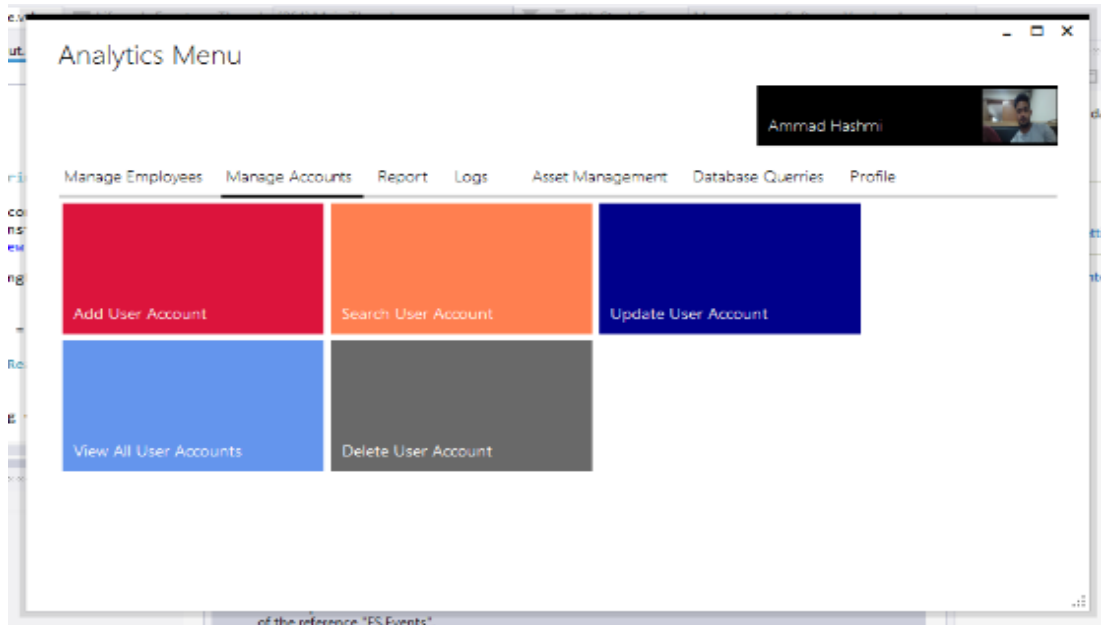 Analytics Menu
Ammad Hashmi
Manage Employees Manage Accounts Report Logs Asset Management Database Querries Profile
Add User Account Search User Account Update User Account
View All User Accounts Delete User Account
of the reference "FS.Events"